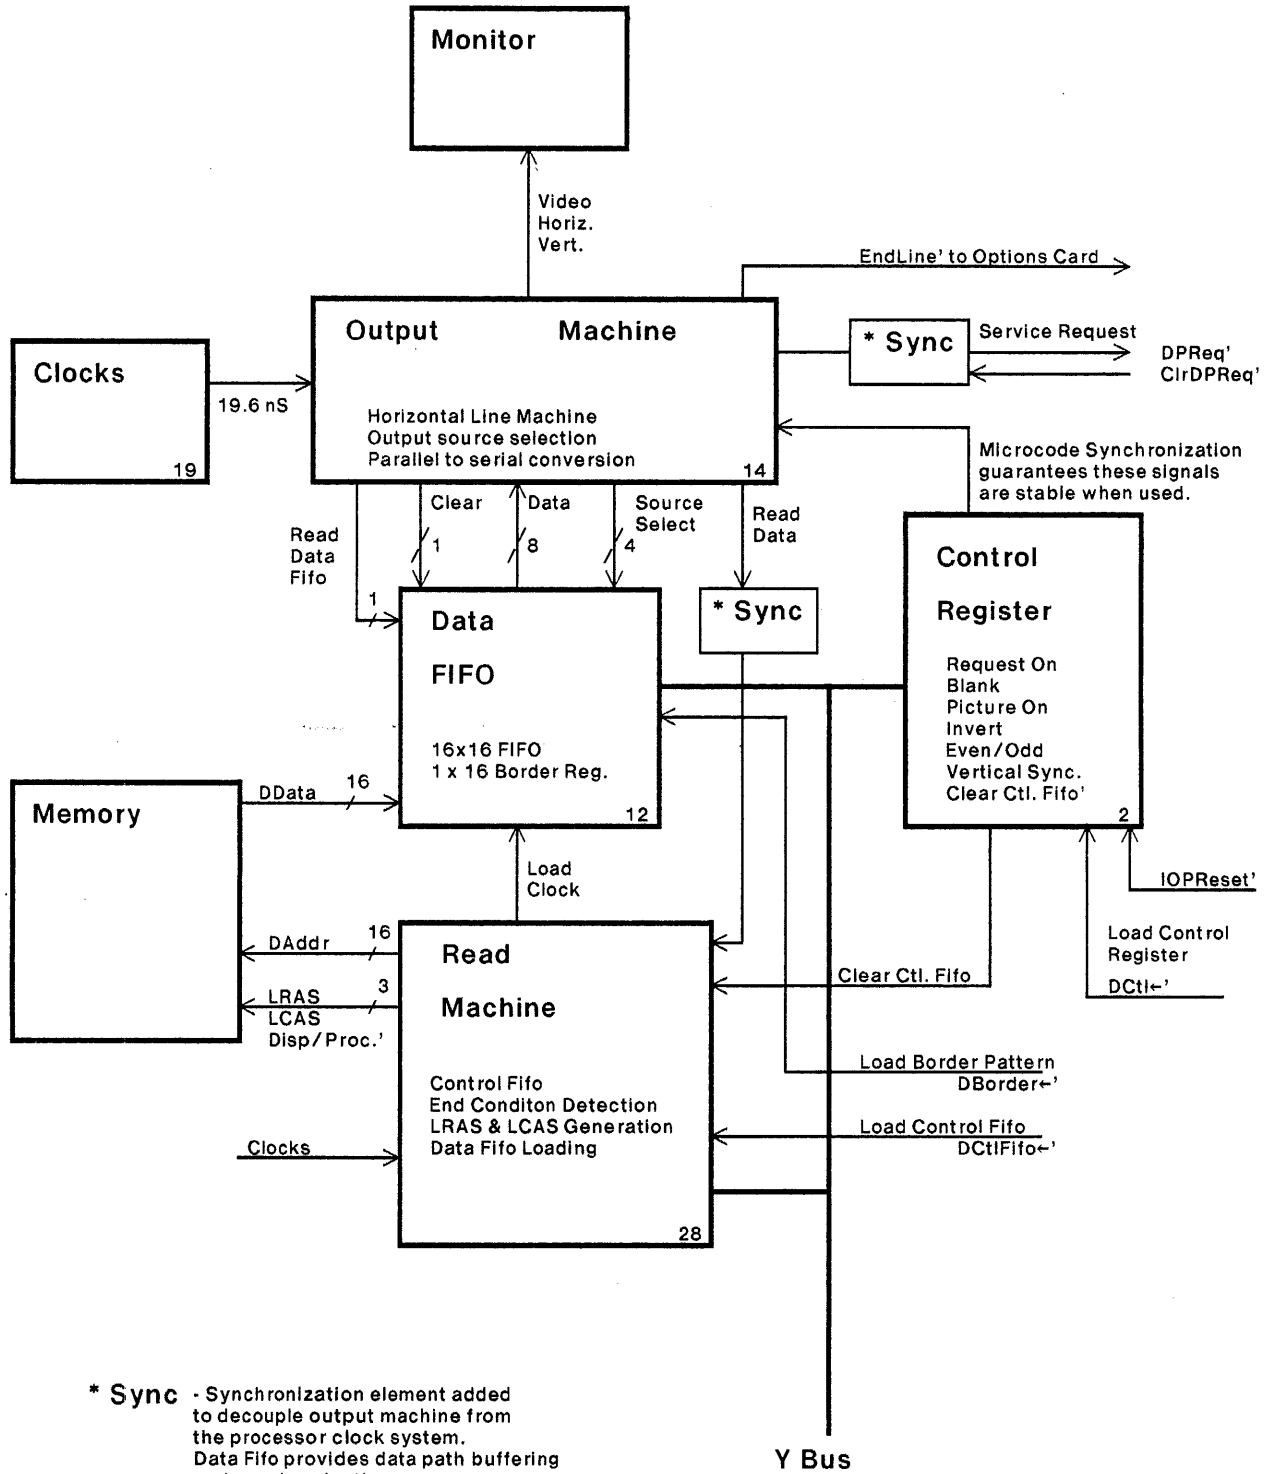 Monitor
Video
Horiz.
Vert.
EndLine' to Options Card
Output Machine
* Sync
Service Request
DPReq'
ClrDPReq'
Clocks
19.6 nS
19
Horizontal Line Machine
Output source selection
Parallel to serial conversion
14
Microcode Synchronization
guarantees these signals
are stable when used.
Read
Data
Fifo
1
Clear
1
Data
8
Source
Select
4
Read
Data
* Sync
Control
Register
Request On
Blank
Picture On
Invert
Even/Odd
Vertical Sync.
Clear Ctl. Fifo'
2
Data
FIFO
16x16 FIFO
1 x 16 Border Reg.
12
Memory
DData
16
Load
Clock
IOPReset'
Load Control
Register
DCtl←'
DAddr
16
LRAS
3
LCAS
Disp/Proc.'
Read
Machine
Clear Ctl. Fifo
Control Fifo
End Conditon Detection
LRAS & LCAS Generation
Data Fifo Loading
28
Load Border Pattern
DBorder←'
Load Control Fifo
DCtlFifo←'
Clocks
* Sync - Synchronization element added
to decouple output machine from
the processor clock system.
Data Fifo provides data path buffering
Y Bus